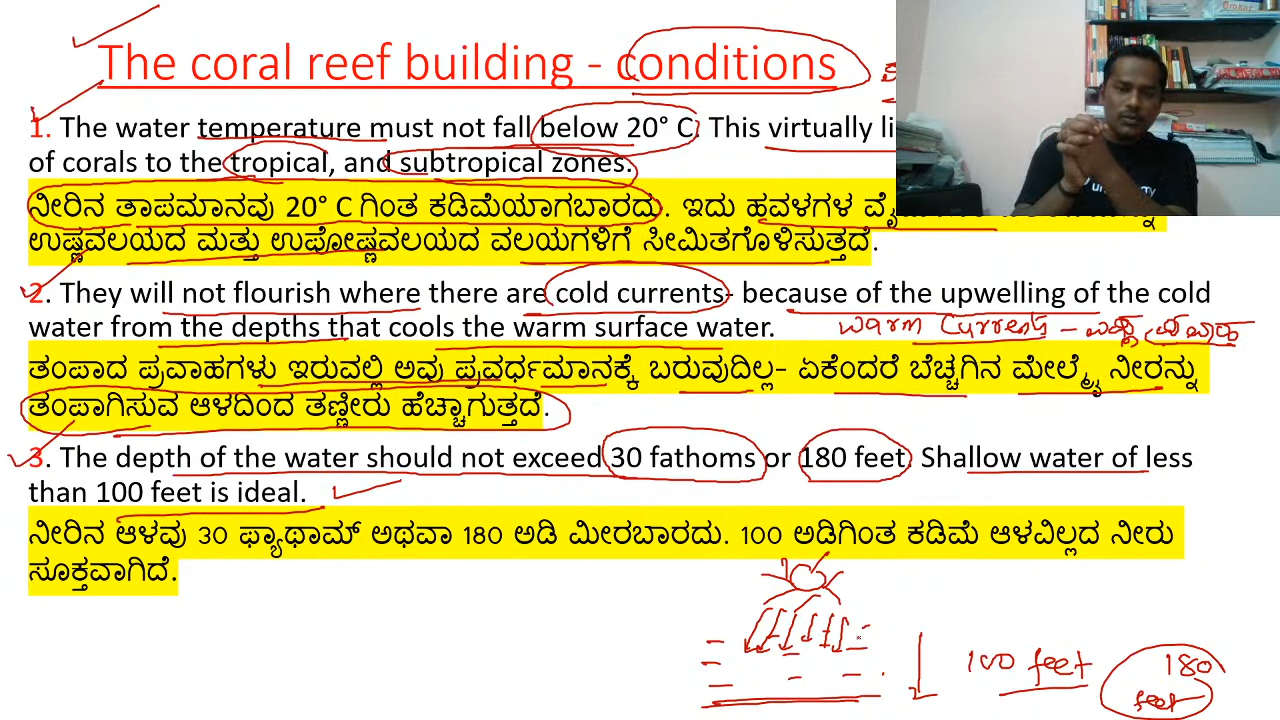 The coral reef building - conditions
1. The water temperature must not fall below 20° C. This virtually li
of corals to the tropical, and subtropical zones.
ನೀರಿನ ತಾಪಮಾನವು 20° C ಗಿಂತ ಕಡಿಮೆಯಾಗಬಾರದು. ಇದು ಹವಳಗಳ
ಉಷ್ಣವಲಯದ ಮತ್ತು ಉಪೋಷ್ಣವಲಯದ ವಲಯಗಳಿಗೆ ಸೀಮಿತಗೊಳಿಸುತ್ತದೆ.
2. They will not flourish where there are cold currents- because of the upwelling of the cold
water from the depths that cools the warm surface water.
warm currents - ಉಷ್ಣ ಪ್ರವಾಹ
ತಂಪಾದ ಪ್ರವಾಹಗಳು ಇರುವಲ್ಲಿ ಅವು ಪ್ರವರ್ಧಮಾನಕ್ಕೆ ಬರುವುದಿಲ್ಲ- ಏಕೆಂದರೆ ಬೆಚ್ಚಗಿನ ಮೇಲ್ಮೈ ನೀರನ್ನು
ತಂಪಾಗಿಸುವ ಆಳದಿಂದ ತಣ್ಣೀರು ಹೆಚ್ಚಾಗುತ್ತದೆ.
3. The depth of the water should not exceed 30 fathoms or 180 feet. Shallow water of less
than 100 feet is ideal.
ನೀರಿನ ಆಳವು 30 ಫ್ಯಾಥಾಮ್ ಅಥವಾ 180 ಅಡಿ ಮೀರಬಾರದು. 100 ಅಡಿಗಿಂತ ಕಡಿಮೆ ಆಳವಿಲ್ಲದ ನೀರು
ಸೂಕ್ತವಾಗಿದೆ.
100 feet
180
feet